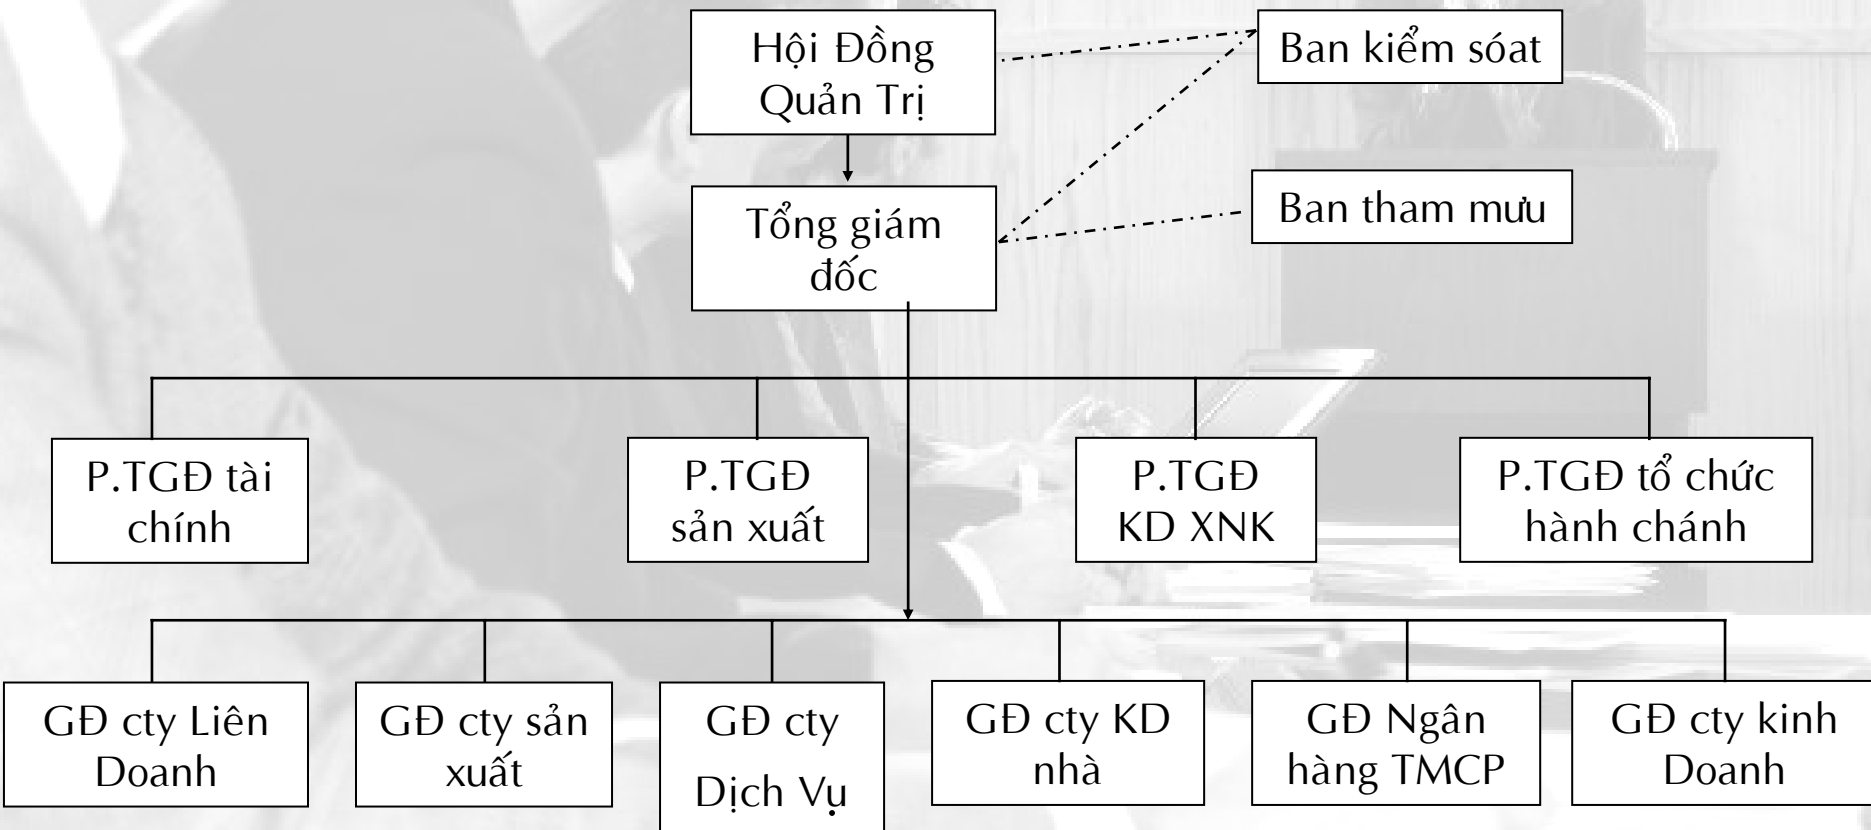 Hội Đồng
Quản Trị
Ban kiểm sóat
Tổng giám
đốc
Ban tham mưu
P.TGĐ tài
chính
P.TGĐ
sản xuất
P.TGĐ
KD XNK
P.TGĐ tổ chức
hành chánh
GĐ cty Liên
Doanh
GĐ cty sản
xuất
GĐ cty
Dịch Vụ
GĐ cty KD
nhà
GĐ Ngân
hàng TMCP
GĐ cty kinh
Doanh